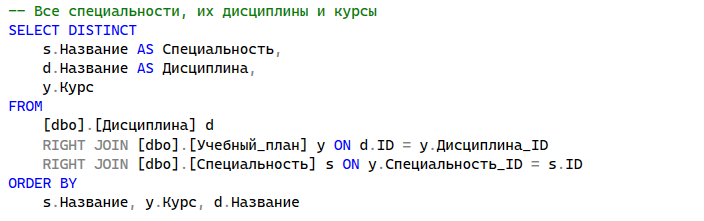 -- Все специальности, их дисциплины и курсы
SELECT DISTINCT
    s.Название AS Специальность,
    d.Название AS Дисциплина,
    y.Курс
FROM
    [dbo].[Дисциплина] d
    RIGHT JOIN [dbo].[Учебный_план] y ON d.ID = y.Дисциплина_ID
    RIGHT JOIN [dbo].[Специальность] s ON y.Специальность_ID = s.ID
ORDER BY
    s.Название, y.Курс, d.Название